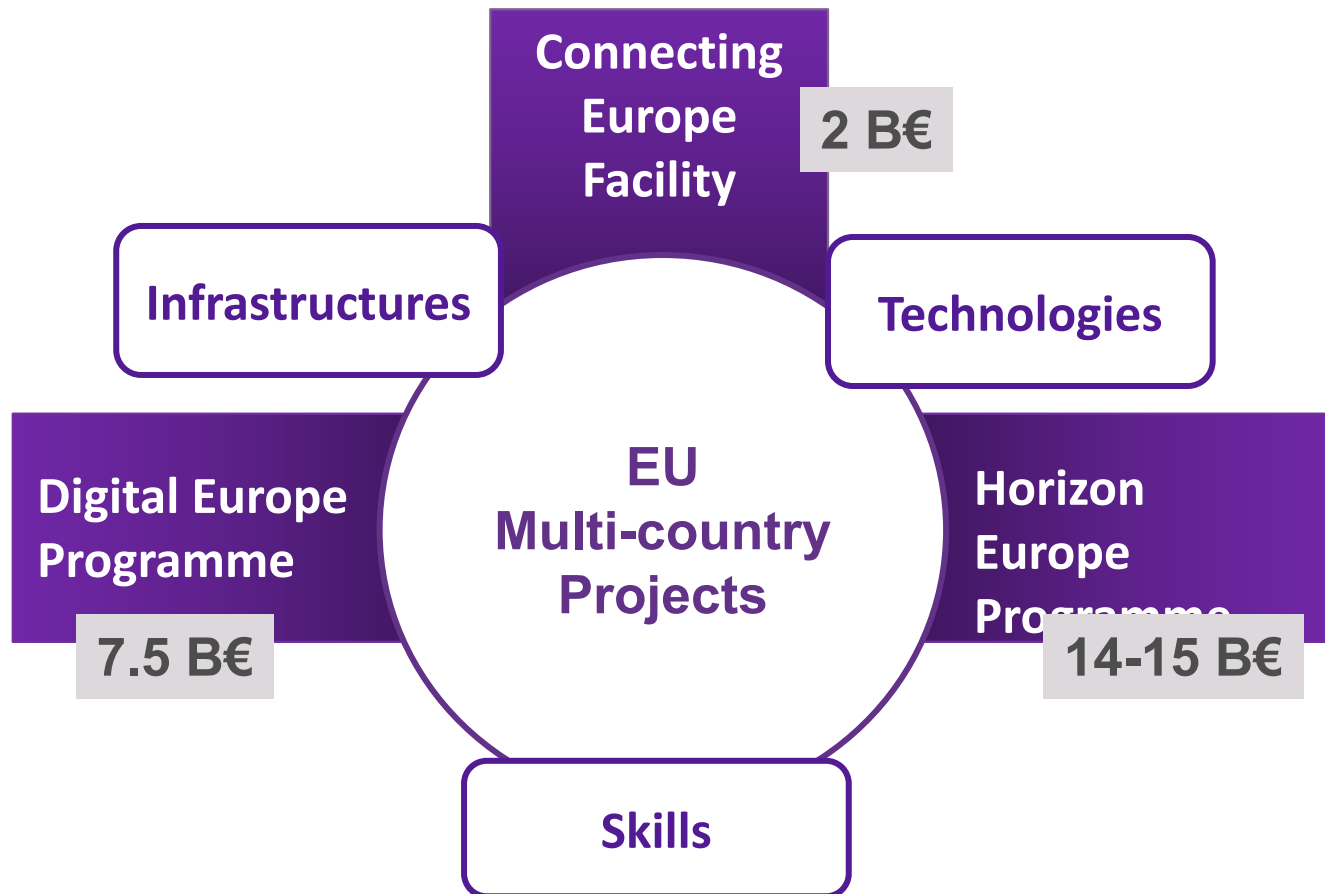 Connecting
Europe
Facility
2 B€
Infrastructures
Technologies
Digital Europe
Programme
7.5 B€
EU
Multi-country
Projects
Horizon
Europe
Programme
14-15 B€
Skills